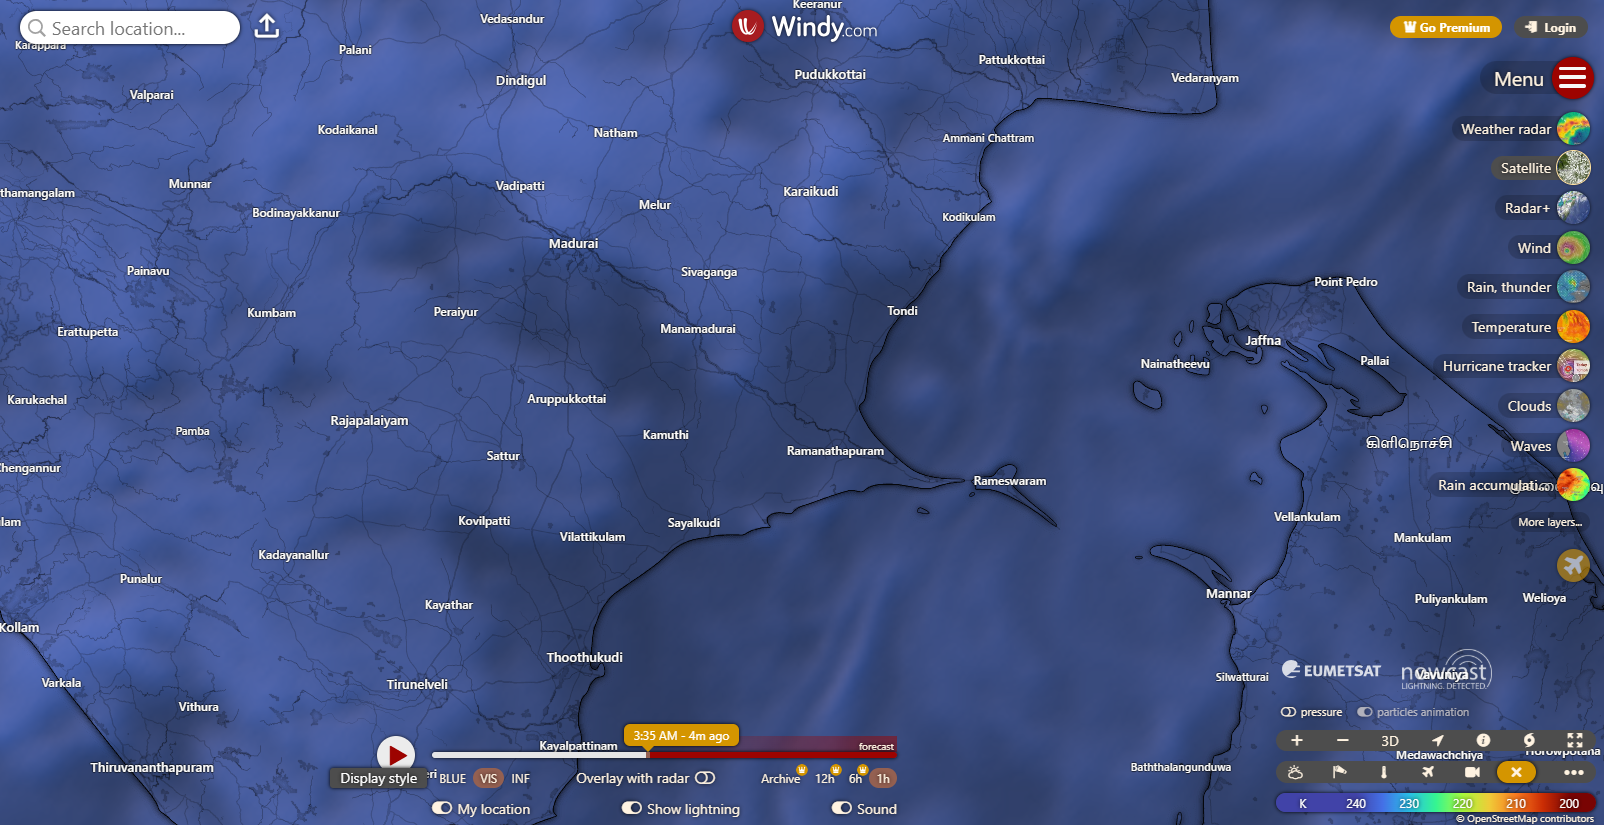 Search location...
Vedasandur
Keeranur
Windy.com
Go Premium
Login
Karappara
Palani
Dindigul
Pudukkottai
Pattukkottai
Vedaranyam
Menu
Valparai
Kodaikanal
Natham
Ammani Chattram
Weather radar
Satellite
thamangalam
Munnar
Bodinayakkanur
Vadipatti
Melur
Karaikudi
Kodikulam
Radar+
Madurai
Wind
Painavu
Sivaganga
Point Pedro
Rain, thunder
Erattupetta
Kumbam
Peraiyur
Manamadurai
Tondi
Jaffna
Temperature
Nainatheevu
Pallai
Hurricane tracker
Karukachal
Aruppukkottai
Clouds
Pamba
Rajapalaiyam
Kamuthi
கிளிநொச்சி
Waves
Chengannur
Sattur
Ramanathapuram
Rameswaram
Rain accumulati...
lam
Kovilpatti
Sayalkudi
Vellankulam
More layers...
Kadayanallur
Vilattikulam
Mankulam
Punalur
Kayathar
Mannar
Puliyankulam
Welioya
Kollam
Thoothukudi
Varkala
Tirunelveli
Silwatturai
EUMETSAT
nowcast
Vavuniya
LIGHTNING. DETECTED.
Vithura
pressure
particles animation
3:35 AM - 4m ago
Kayalpattinam
forecast
3D
Medawachchiya
Horowpotana
Thiruvananthapuram
Baththalangunduwa
Display style
eri
BLUE
VIS
INF
Overlay with radar
Archive
12h
6h
1h
My location
Show lightning
Sound
K
240
230
220
210
200
© OpenStreetMap contributors